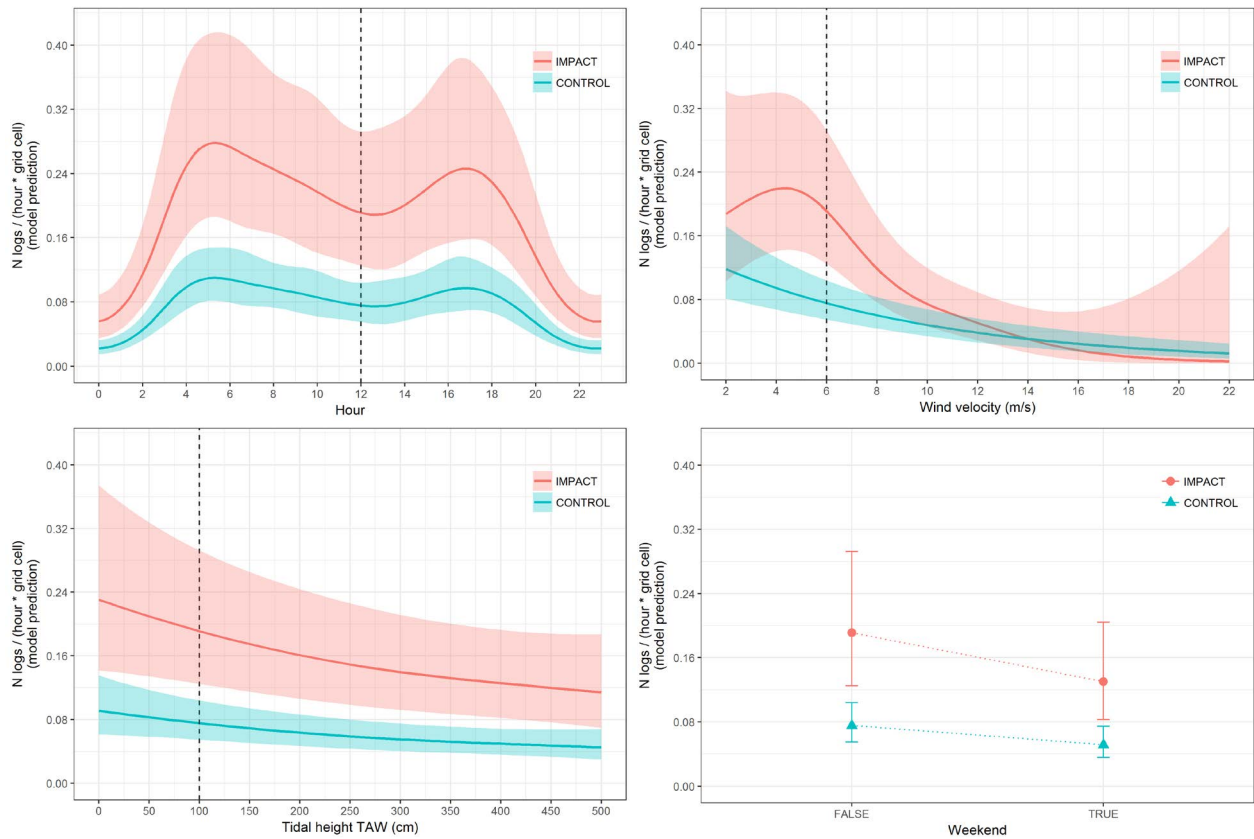 N logs / (hour * grid cell)
(model prediction)
0.40
0.32
0.24
0.16
0.08
0.00
IMPACT
CONTROL
0 2 4 6 8 10 12 14 16 18 20 22
Hour
N logs / (hour * grid cell)
(model prediction)
0.40
0.32
0.24
0.16
0.08
0.00
IMPACT
CONTROL
2 4 6 8 10 12 14 16 18 20 22
Wind velocity (m/s)
N logs / (hour * grid cell)
(model prediction)
0.40
0.32
0.24
0.16
0.08
0.00
IMPACT
CONTROL
0 50 100 150 200 250 300 350 400 450 500
Tidal height TAW (cm)
N logs / (hour * grid cell)
(model prediction)
0.40
0.32
0.24
0.16
0.08
0.00
IMPACT
CONTROL
FALSE TRUE
Weekend